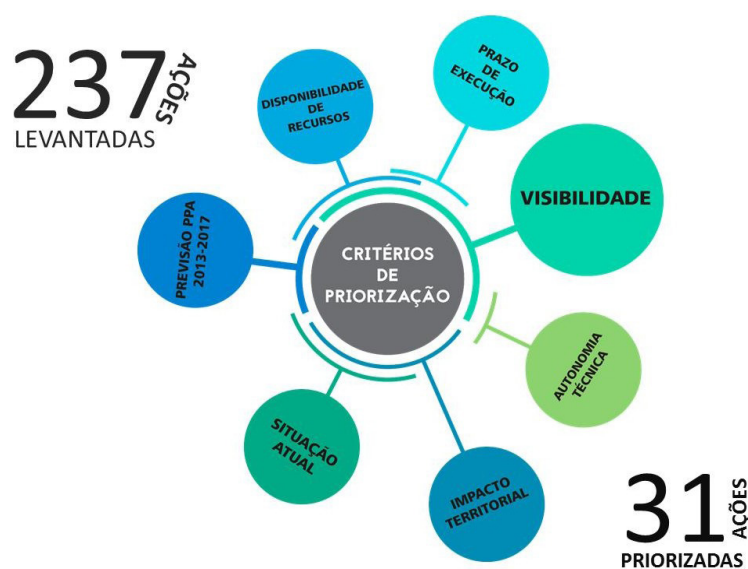 237
AÇÕES
LEVANTADAS
DISPONIBILIDADE
DE
RECURSOS
PRAZO
DE
EXECUÇÃO
VISIBILIDADE
PREVISÃO PPA
2013-2017
CRITÉRIOS
DE
PRIORIZAÇÃO
AUTONOMIA
TÉCNICA
SITUAÇÃO
ATUAL
IMPACTO
TERRITORIAL
31
AÇÕES
PRIORIZADAS